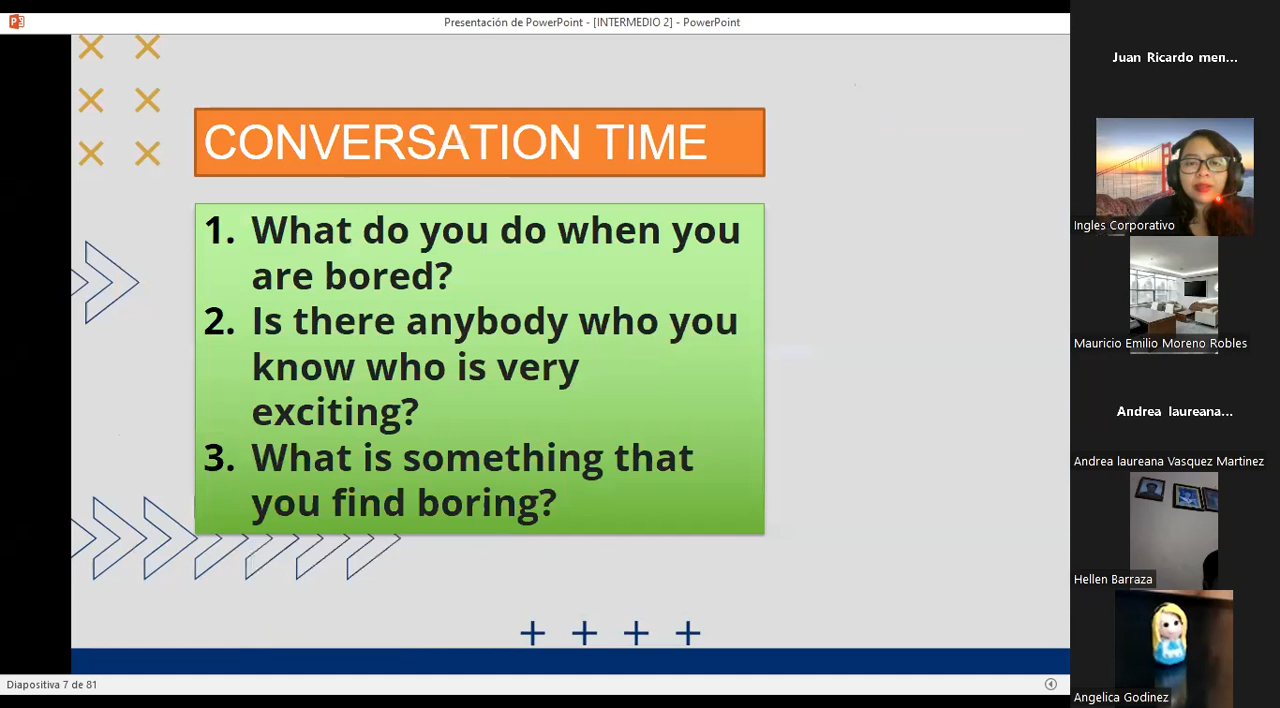 Presentación de PowerPoint - [INTERMEDIO 2] - PowerPoint
CONVERSATION TIME
1. What do you do when you
are bored?
2. Is there anybody who you
know who is very
exciting?
3. What is something that
you find boring?
Diapositiva 7 de 81
Juan Ricardo men...
Ingles Corporativo
Mauricio Emilio Moreno Robles
Andrea laureana...
Andrea laureana Vasquez Martinez
Hellen Barraza
Angelica Godinez